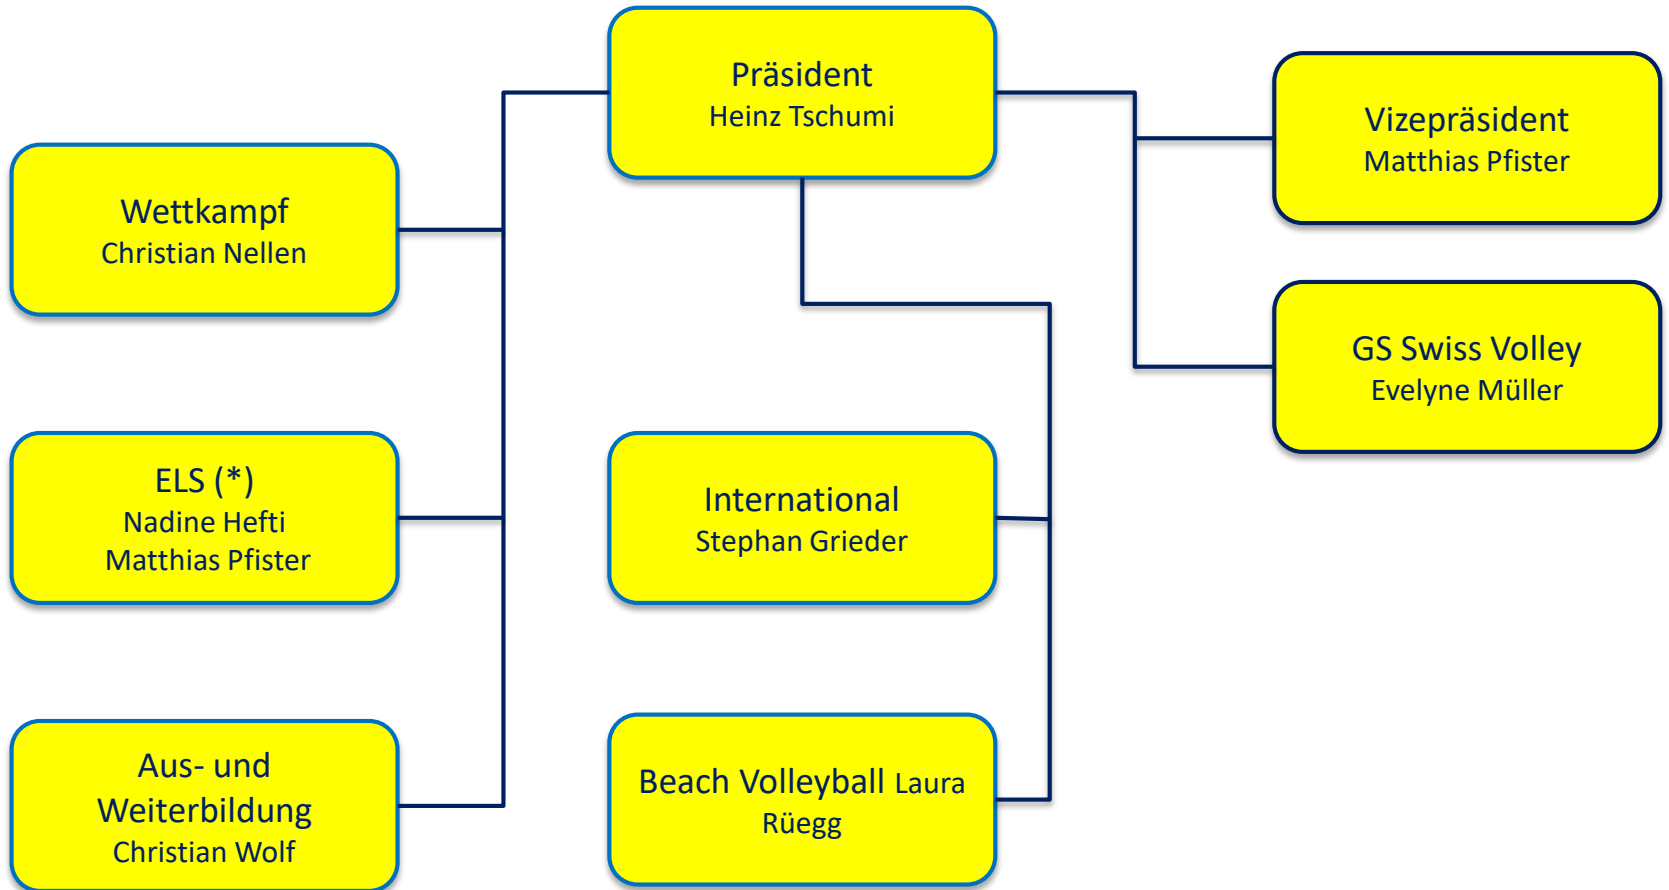 Präsident
Heinz Tschumi
Vizepräsident
Matthias Pfister
Wettkampf
Christian Nellen
GS Swiss Volley
Evelyne Müller
ELS (*)
Nadine Hefti
Matthias Pfister
International
Stephan Grieder
Aus- und
Weiterbildung
Christian Wolf
Beach Volleyball Laura
Rüegg